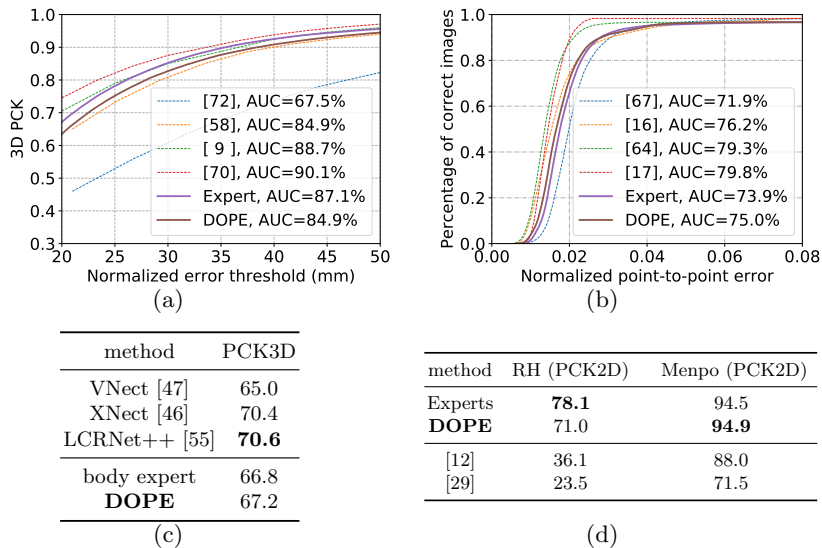 1.0
0.9
0.8
0.7
0.6
0.5
0.4
0.3
3D PCK
[72], AUC=67.5%
[58], AUC=84.9%
[ 9 ], AUC=88.7%
[70], AUC=90.1%
Expert, AUC=87.1%
DOPE, AUC=84.9%
20 25 30 35 40 45 50
Normalized error threshold (mm)
(a)
1.0
0.8
0.6
0.4
0.2
0.0
Percentage of correct images
[67], AUC=71.9%
[16], AUC=76.2%
[64], AUC=79.3%
[17], AUC=79.8%
Expert, AUC=73.9%
DOPE, AUC=75.0%
0.00 0.02 0.04 0.06 0.08
Normalized point-to-point error
(b)
method PCK3D
VNect [47] 65.0
XNect [46] 70.4
LCRNet++ [55] 70.6
body expert 66.8
DOPE 67.2
(c)
method RH (PCK2D) Menpo (PCK2D)
Experts 78.1 94.5
DOPE 71.0 94.9
[12] 36.1 88.0
[29] 23.5 71.5
(d)